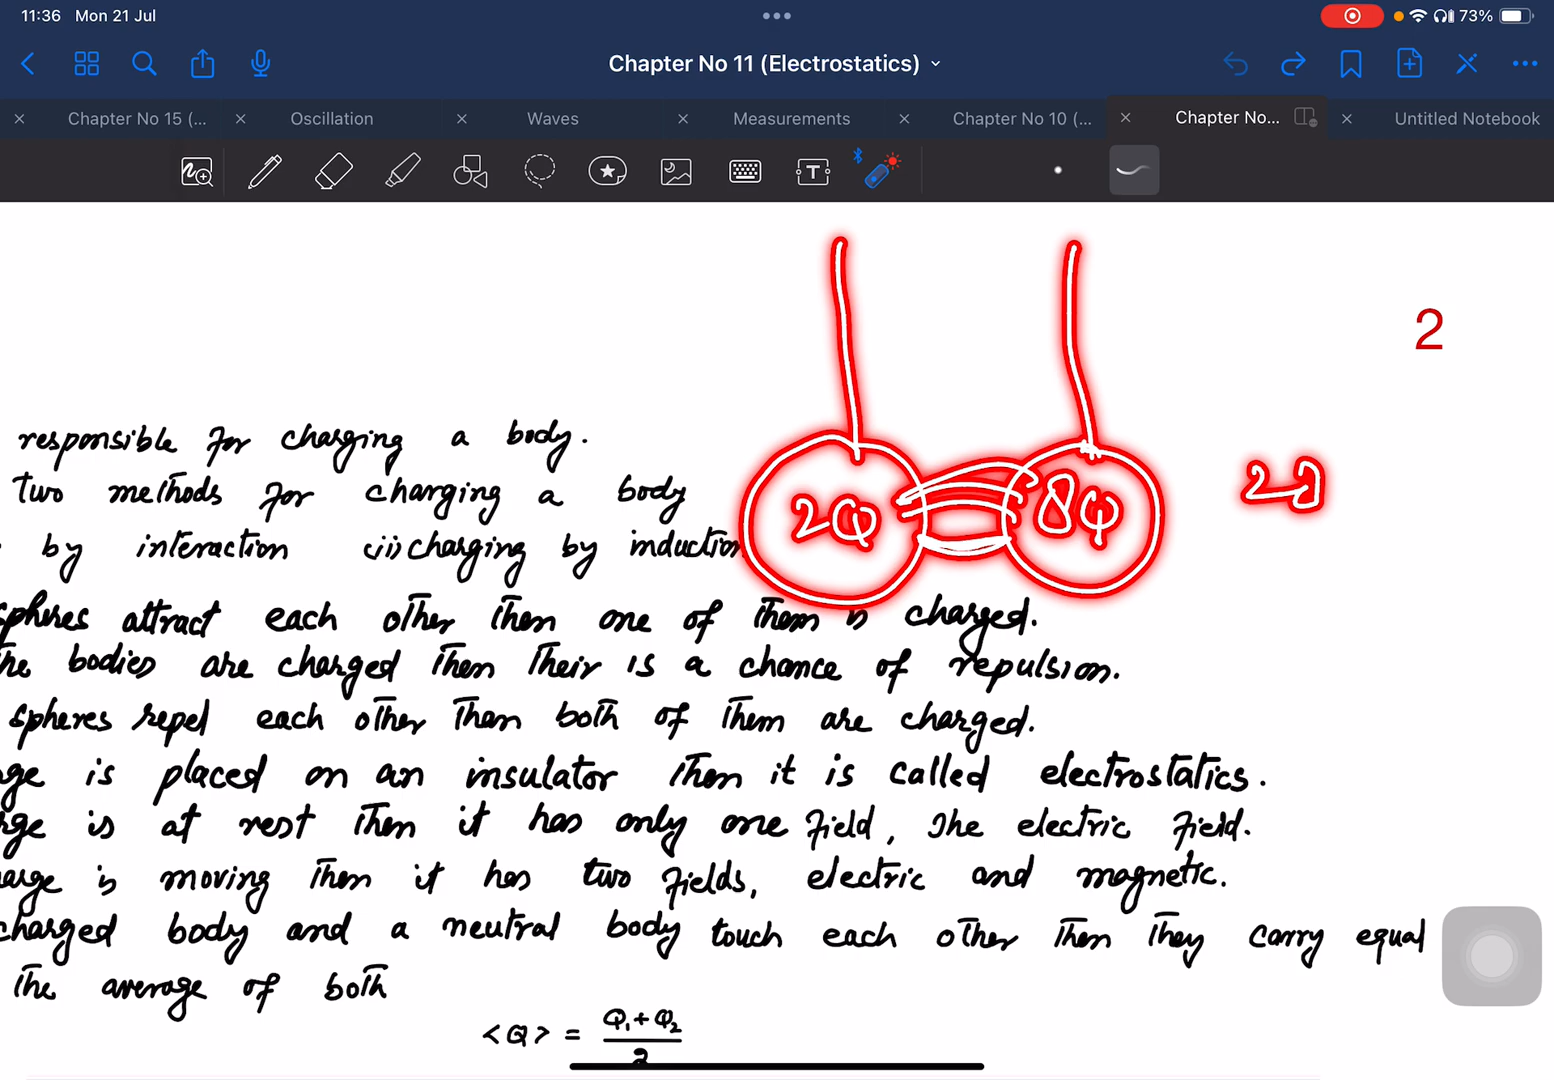 11:36 Mon 21 Jul
73%
Chapter No 11 (Electrostatics)
Chapter No 15 (...
Oscillation
Waves
Measurements
Chapter No 10 (...
Chapter No...
Untitled Notebook
T
2
responsible for charging a body.
two methods for charging a body
by interaction (ii) charging by induction
2Q 8Q
spheres attract each other then one of them is charged.
the bodies are charged then their is a chance of repulsion.
spheres repel each other then both of them are charged.
ge is placed on an insulator then it is called electrostatics.
rge is at rest then it has only one field, the electric field.
arge is moving then it has two fields, electric and magnetic.
charged body and a neutral body touch each other then they carry equal
the average of both
<Q> = Q₁+Q₂ / 2